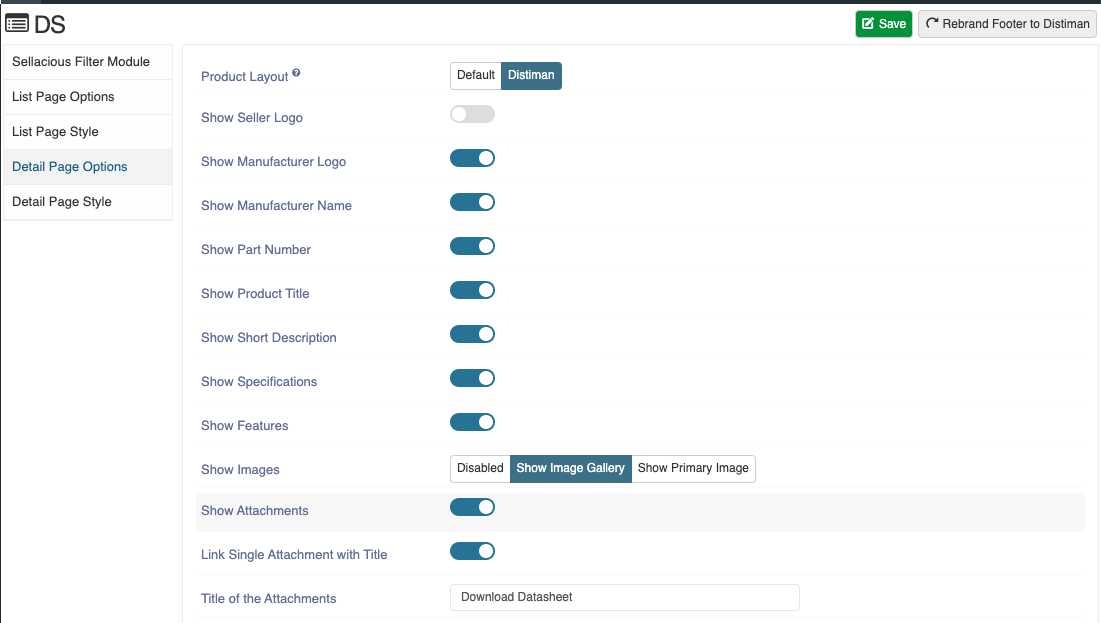 DS
Save
Rebrand Footer to Distiman
Sellacious Filter Module
List Page Options
List Page Style
Detail Page Options
Detail Page Style
Product Layout ?
Default
Distiman
Show Seller Logo
Show Manufacturer Logo
Show Manufacturer Name
Show Part Number
Show Product Title
Show Short Description
Show Specifications
Show Features
Show Images
Disabled
Show Image Gallery
Show Primary Image
Show Attachments
Link Single Attachment with Title
Title of the Attachments
Download Datasheet